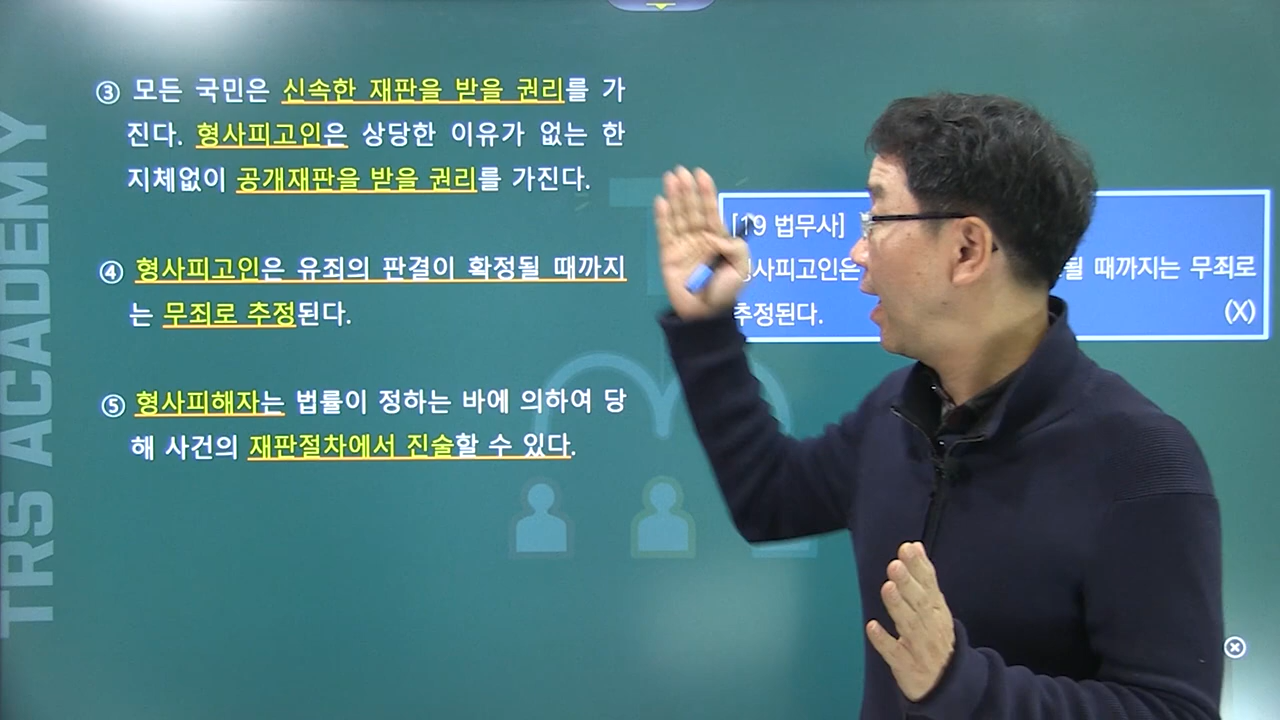 ③ 모든 국민은 신속한 재판을 받을 권리를 가
진다. 형사피고인은 상당한 이유가 없는 한
지체없이 공개재판을 받을 권리를 가진다.
④ 형사피고인은 유죄의 판결이 확정될 때까지
는 무죄로 추정된다.
⑤ 형사피해자는 법률이 정하는 바에 의하여 당
해 사건의 재판절차에서 진술할 수 있다.
[19 법무사]
때까지는 무죄로
추정된다. (X)
TRS ACADEMY